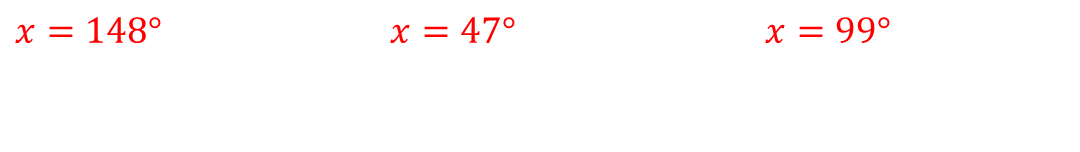 x = 148° x = 47° x = 99°